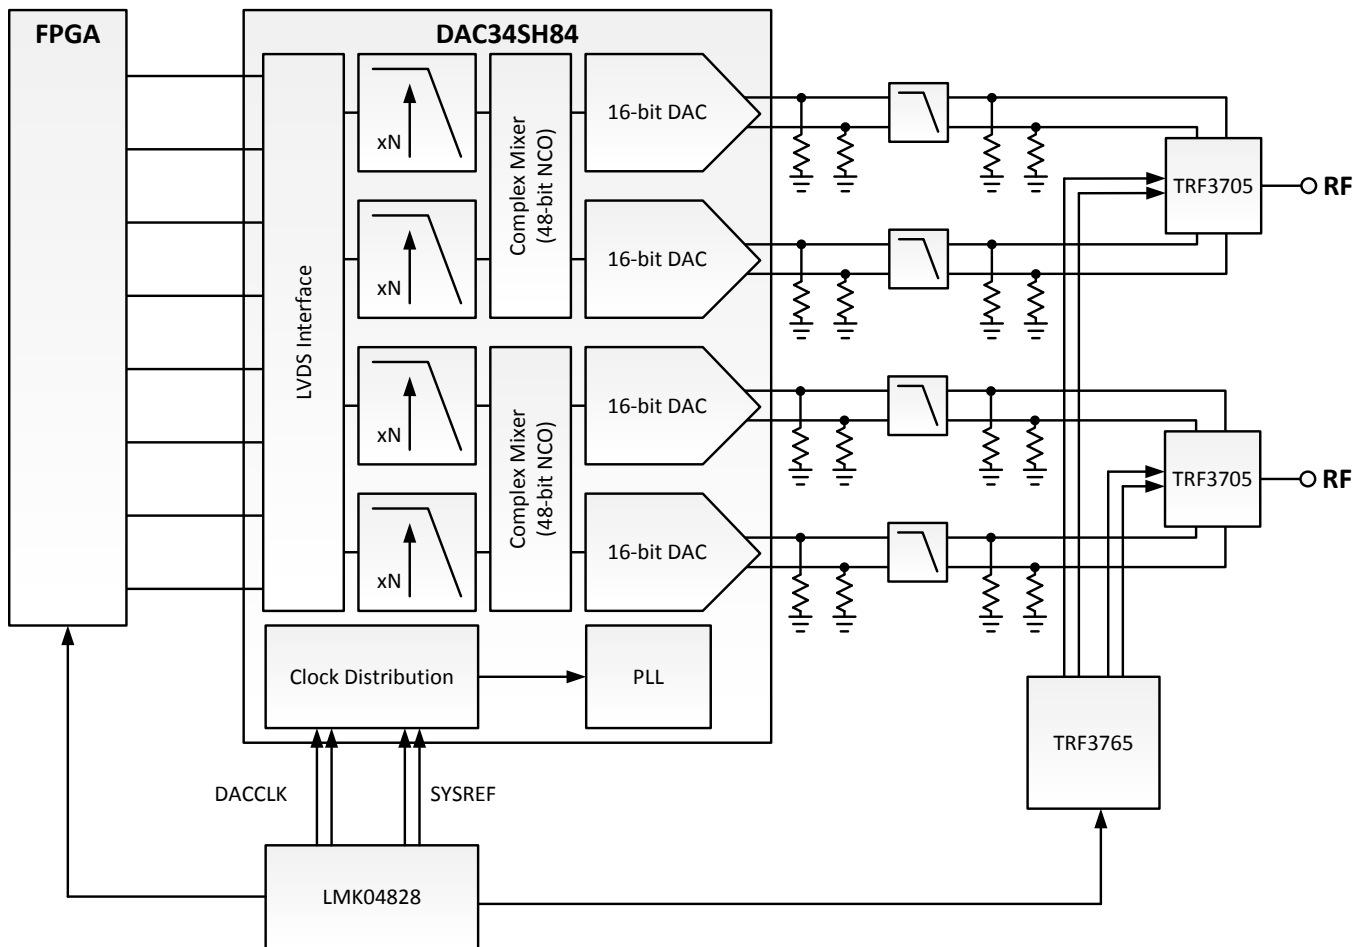 FPGA
DAC34SH84
LVDS Interface
xN
Complex Mixer
(48-bit NCO)
16-bit DAC
TRF3705
RF
xN
16-bit DAC
xN
Complex Mixer
(48-bit NCO)
16-bit DAC
TRF3705
RF
xN
16-bit DAC
Clock Distribution
PLL
TRF3765
DACCLK
SYSREF
LMK04828